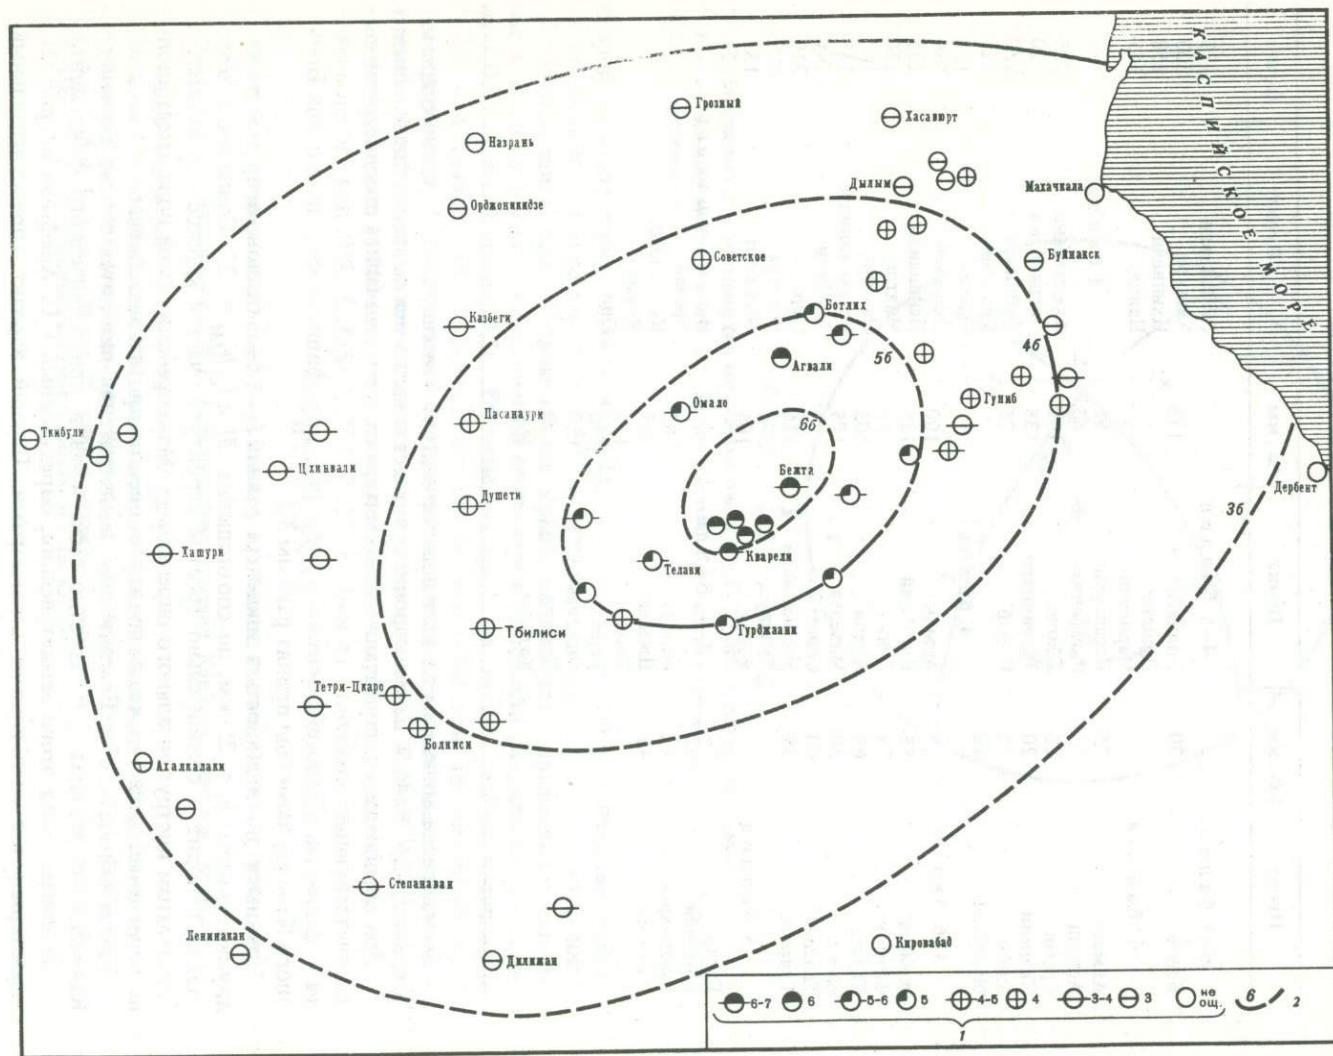 КАСПИЙСКОЕ МОРЕ
Грозный
Хасавюрт
Назрань
Дылым
Махачкала
Орджоникидзе
Советское
Буйнакск
Ботлих
Казбеги
5б
4б
Агвали
Гуниб
Омало
Пасанаури
Ткибули
6б
Цхинвали
Бежта
Дербент
Душети
3б
Хашури
Кварели
Телави
Тбилиси
Гурджаани
Тетри-Цкаро
Болниси
Ахалкалаки
Степанаван
Ленинакан
Дилижан
Кировабад
6-7 6 5-6 5 4-5 4 3-4 3 не ощ. 6 2
1